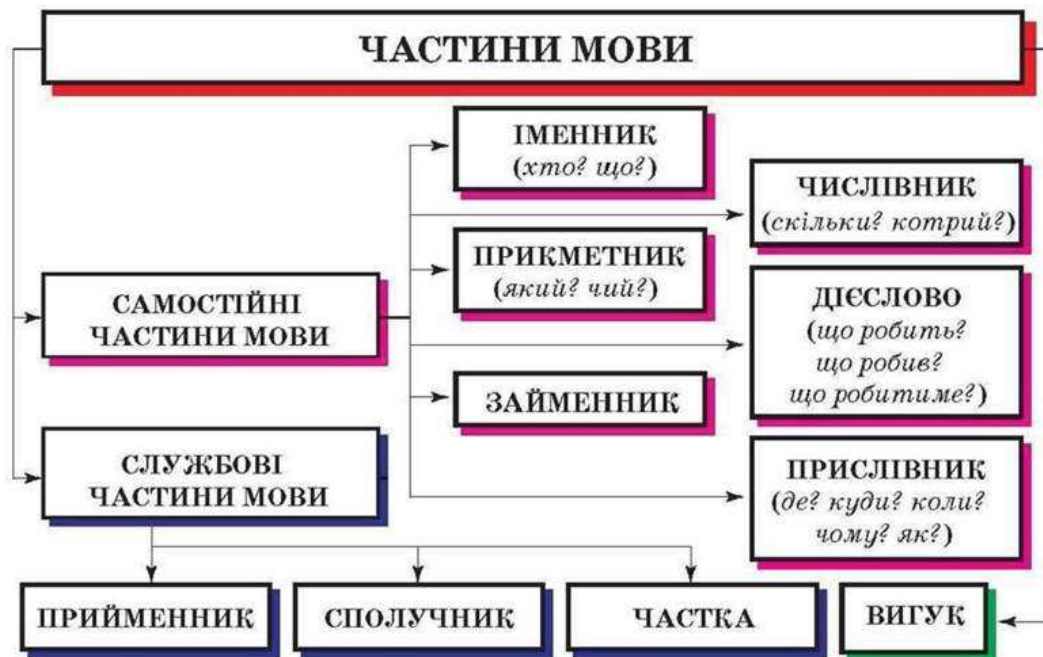 ЧАСТИНИ МОВИ
ІМЕННИК
(хто? що?)
ЧИСЛІВНИК
(скільки? котрий?)
ПРИКМЕТНИК
(який? чий?)
САМОСТІЙНІ
ЧАСТИНИ МОВИ
ДІЄСЛОВО
(що робить?
що робив?
що робитиме?)
ЗАЙМЕННИК
СЛУЖБОВІ
ЧАСТИНИ МОВИ
ПРИСЛІВНИК
(де? куди? коли?
чому? як?)
ПРИЙМЕННИК
СПОЛУЧНИК
ЧАСТКА
ВИГУК